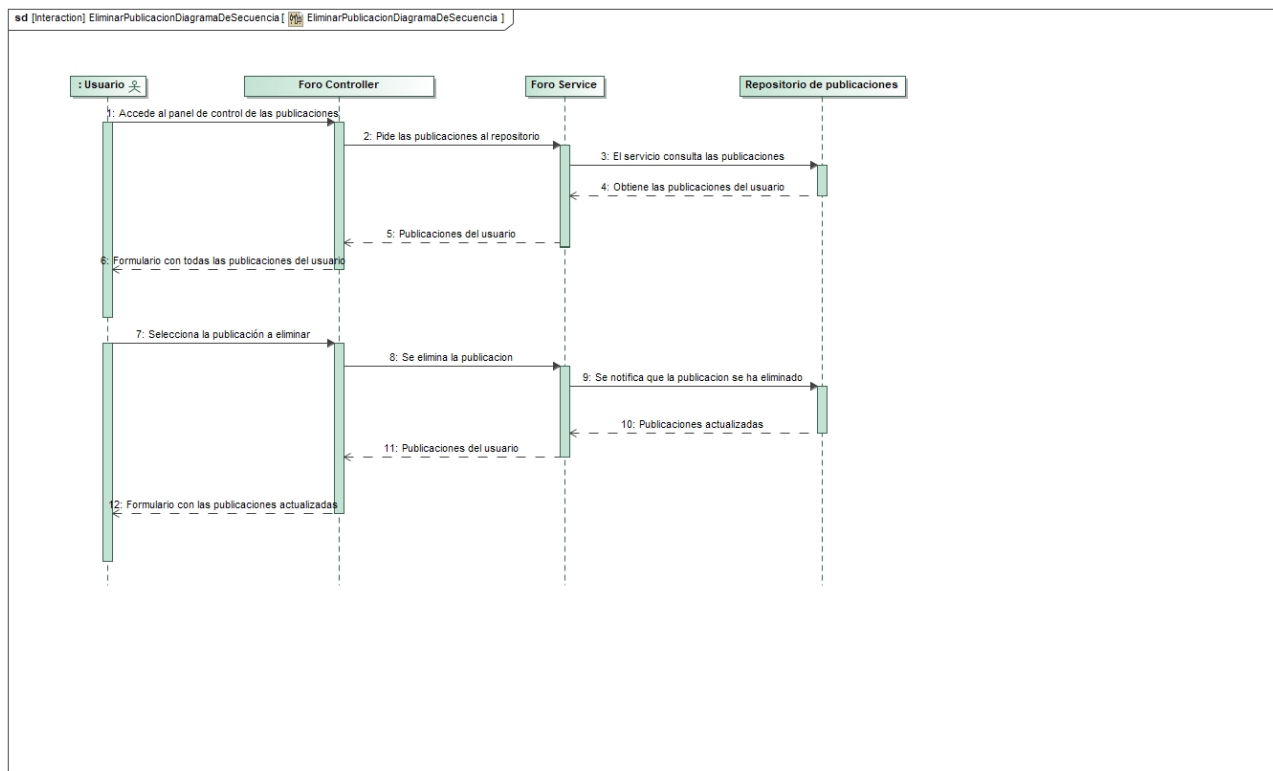 sd [Interaction] EliminarPublicacionDiagramaDeSecuencia [ EliminarPublicacionDiagramaDeSecuencia ]
: Usuario
Foro Controller
Foro Service
Repositorio de publicaciones
1: Accede al panel de control de las publicaciones
2: Pide las publicaciones al repositorio
3: El servicio consulta las publicaciones
4: Obtiene las publicaciones del usuario
5: Publicaciones del usuario
6: Formulario con todas las publicaciones del usuario
7: Selecciona la publicación a eliminar
8: Se elimina la publicacion
9: Se notifica que la publicacion se ha eliminado
10: Publicaciones actualizadas
11: Publicaciones del usuario
12: Formulario con las publicaciones actualizadas